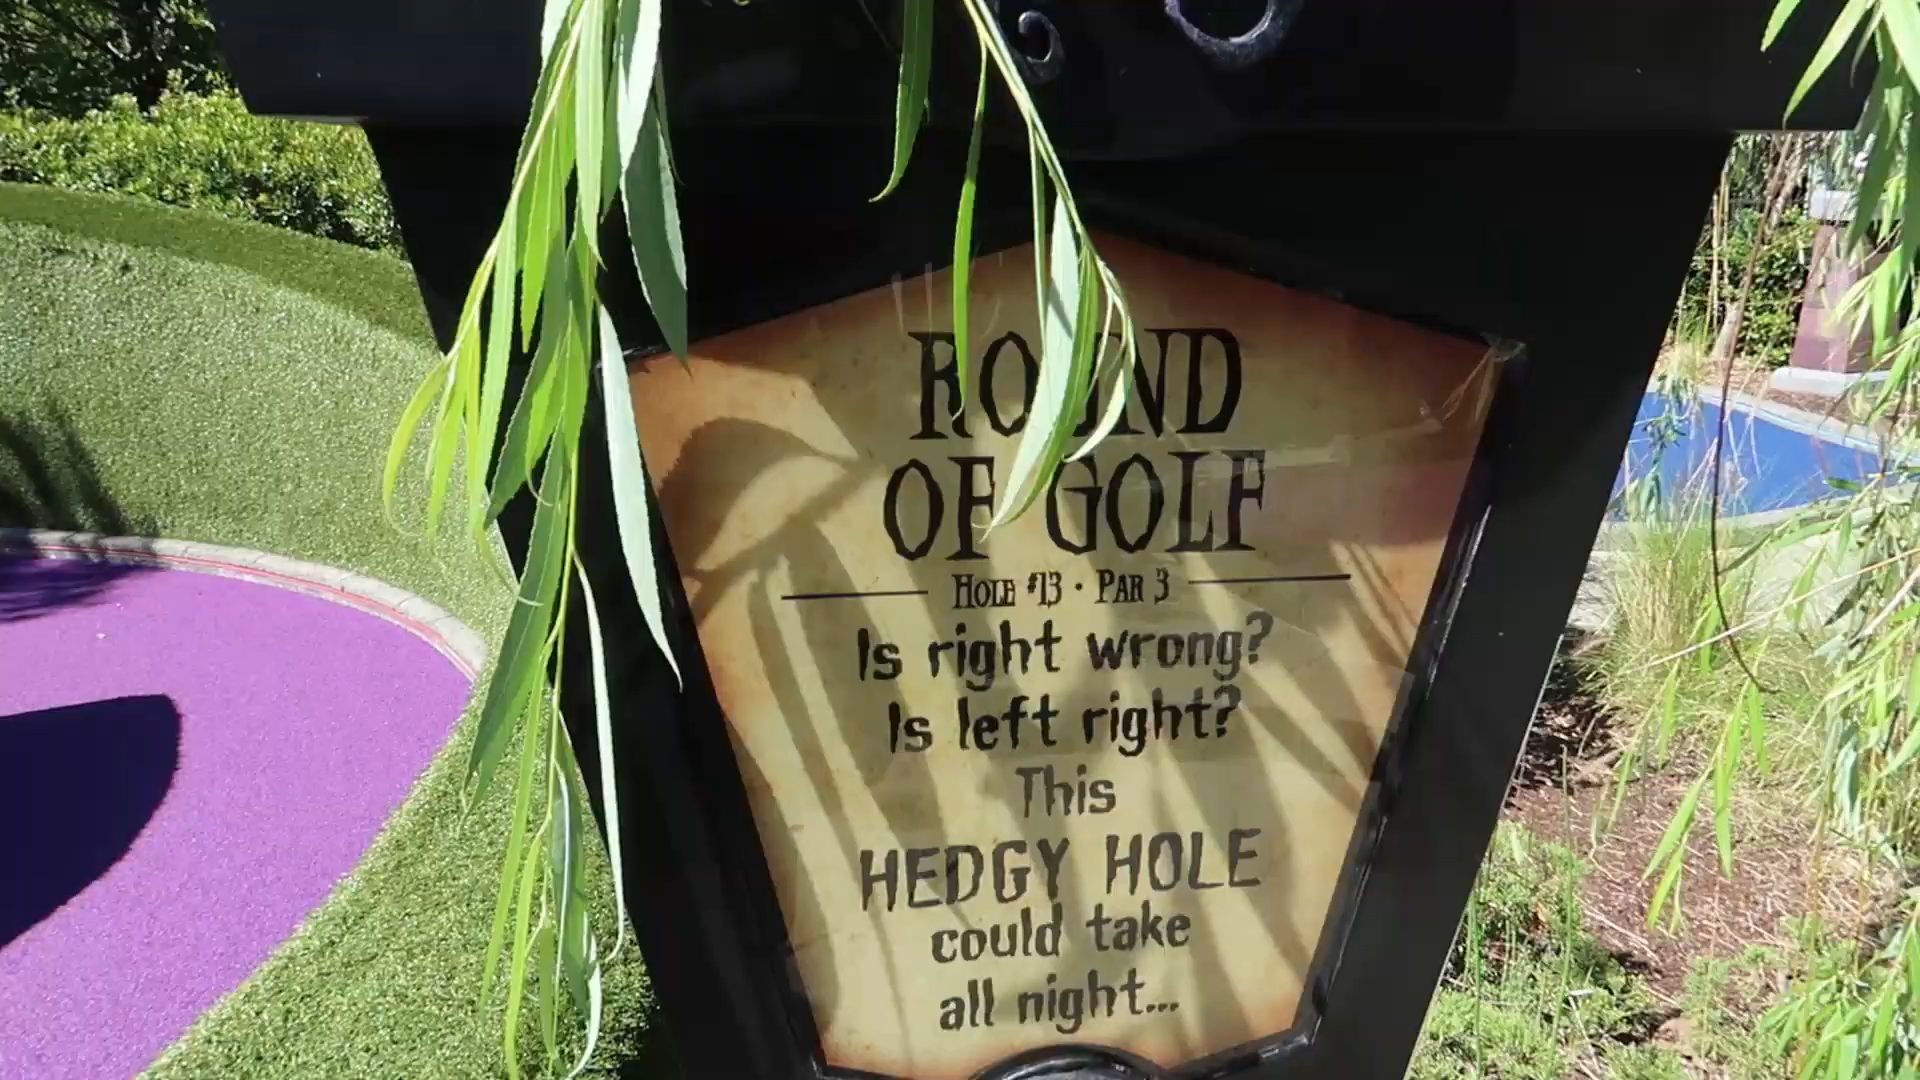 ROUND
OF GOLF
HOLE #13 · PAR 3
Is right wrong?
Is left right?
This
HEDGY HOLE
could take
all night...